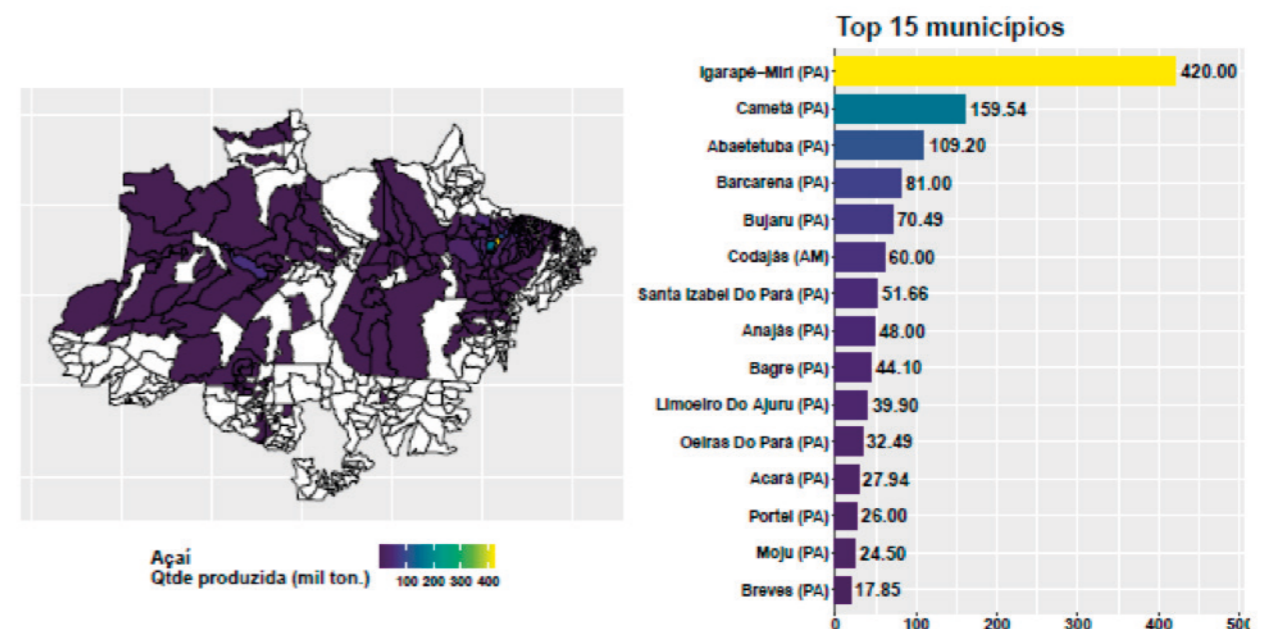 Top 15 municípios
Igarapé-Miri (PA) 420.00
Cametá (PA) 159.54
Abaetetuba (PA) 109.20
Barcarena (PA) 81.00
Bujaru (PA) 70.49
Codajás (AM) 60.00
Santa Izabel Do Pará (PA) 51.66
Anajás (PA) 48.00
Bagre (PA) 44.10
Limoeiro Do Ajuru (PA) 39.90
Oeiras Do Pará (PA) 32.49
Acará (PA) 27.94
Portel (PA) 26.00
Moju (PA) 24.50
Breves (PA) 17.85
0 100 200 300 400
Açaí
Qtde produzida (mil ton.) 100 200 300 400